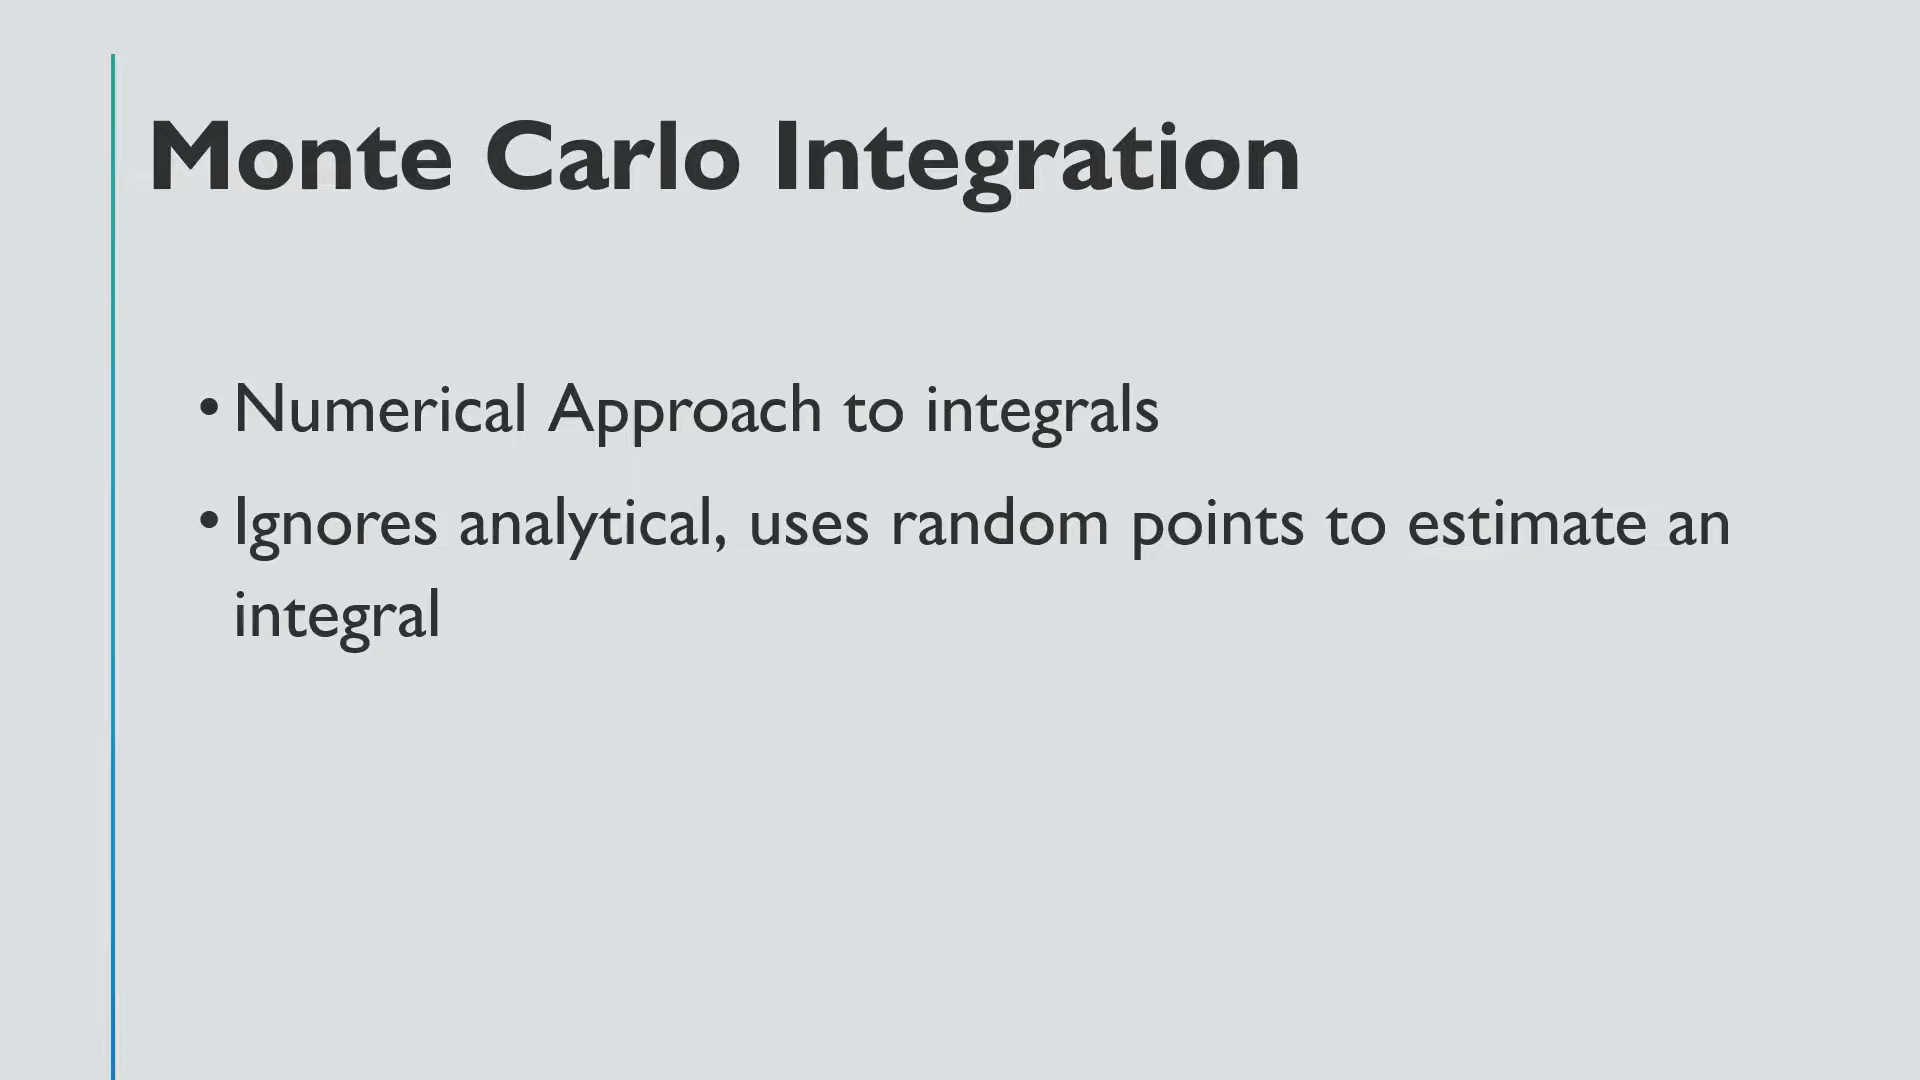 Monte Carlo Integration
• Numerical Approach to integrals
• Ignores analytical, uses random points to estimate an
integral